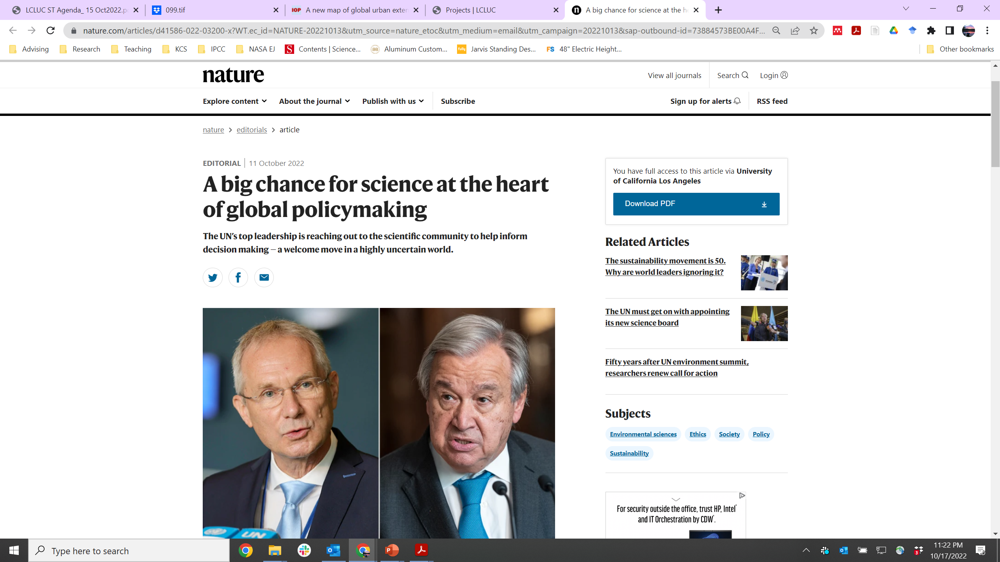 LCLUC ST Agenda_ 15 Oct2022.p
099.tif
IOP A new map of global urban exten
Projects | LCLUC
n A big chance for science at the h
nature.com/articles/d41586-022-03200-x?WT.ec_id=NATURE-20221013&utm_source=nature_etoc&utm_medium=email&utm_campaign=20221013&sap-outbound-id=73884573BE00A4F...
Advising
Research
Teaching
KCS
IPCC
NASA EJ
S Contents | Science...
BB Aluminum Custom...
fully Jarvis Standing Des...
FS 48" Electric Height...
Other bookmarks
nature
View all journals
Search
Login
Explore content
About the journal
Publish with us
Subscribe
Sign up for alerts
RSS feed
nature > editorials > article
EDITORIAL | 11 October 2022
A big chance for science at the heart
of global policymaking
The UN's top leadership is reaching out to the scientific community to help inform
decision making — a welcome move in a highly uncertain world.
UN
You have full access to this article via University
of California Los Angeles
Download PDF
Related Articles
The sustainability movement is 50.
Why are world leaders ignoring it?
The UN must get on with appointing
its new science board
Fifty years after UN environment summit,
researchers renew call for action
Subjects
Environmental sciences
Ethics
Society
Policy
Sustainability
For security outside the office, trust HP, Intel®
and IT Orchestration by CDW®.
Type here to search
3
11:22 PM
10/17/2022